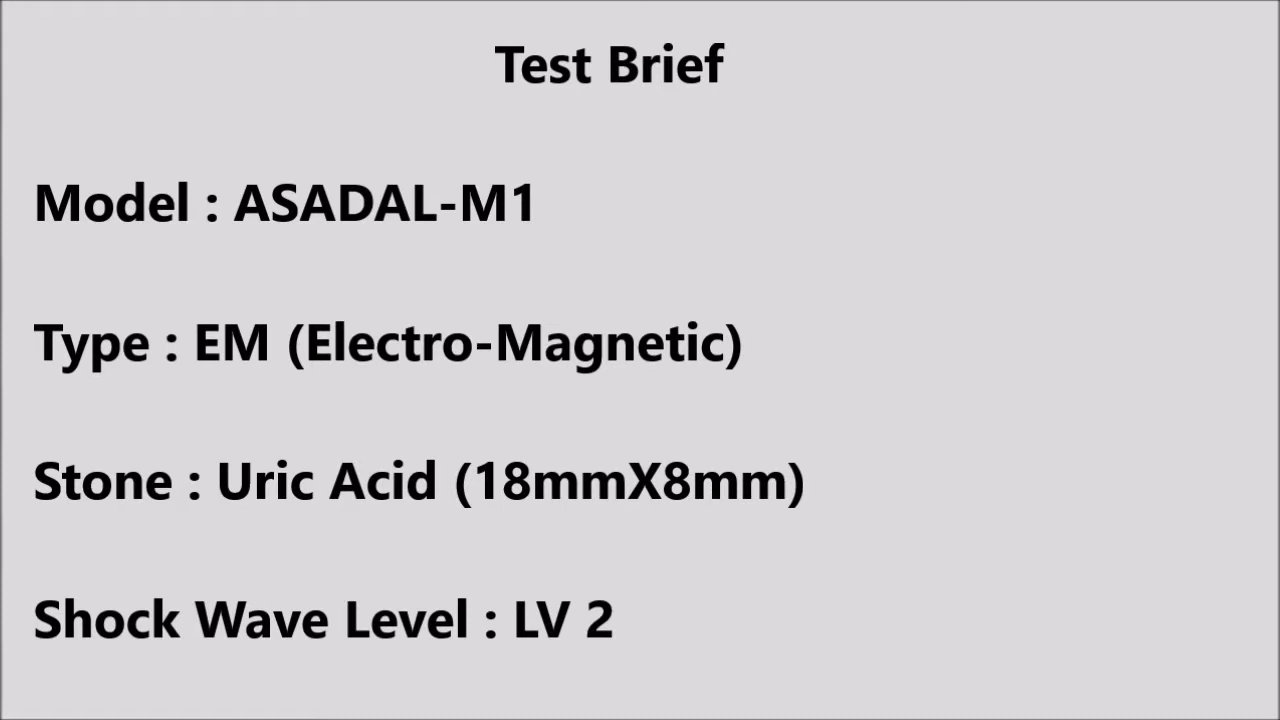 Test Brief
Model : ASADAL-M1
Type : EM (Electro-Magnetic)
Stone : Uric Acid (18mmX8mm)
Shock Wave Level : LV 2